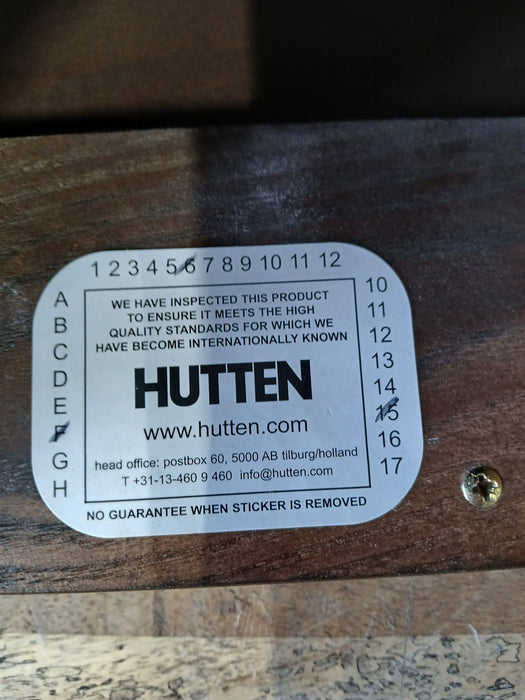 1 2 3 4 5 6 7 8 9 10 11 12
A
B
C
D
E
F
G
H
WE HAVE INSPECTED THIS PRODUCT
TO ENSURE IT MEETS THE HIGH
QUALITY STANDARDS FOR WHICH WE
HAVE BECOME INTERNATIONALLY KNOWN
HUTTEN
www.hutten.com
head office: postbox 60, 5000 AB tilburg/holland
T +31-13-460 9 460 info@hutten.com
10
11
12
13
14
15
16
17
NO GUARANTEE WHEN STICKER IS REMOVED